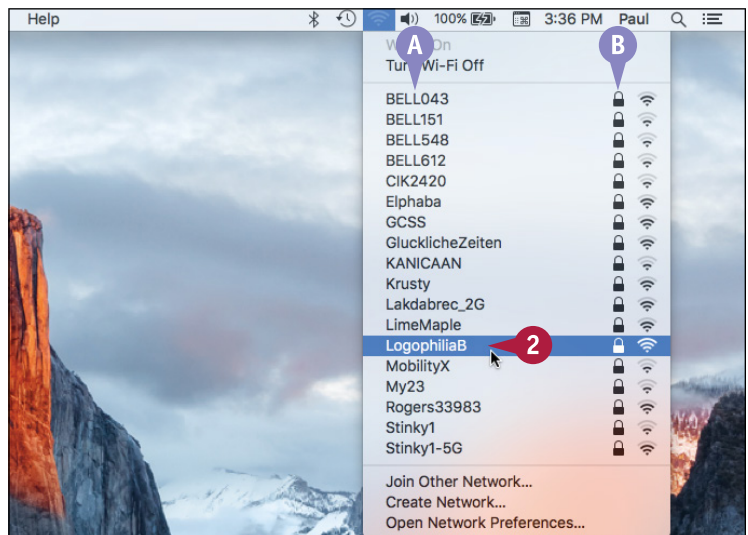 Help 100% 3:36 PM Paul
A B
On
Turn Wi-Fi Off
BELL043
BELL151
BELL548
BELL612
CIK2420
Elphaba
GCSS
GlucklicheZeiten
KANICAAN
Krusty
Lakdabrec_2G
LimeMaple
LogophiliaB 2
MobilityX
My23
Rogers33983
Stinky1
Stinky1-5G
Join Other Network...
Create Network...
Open Network Preferences...